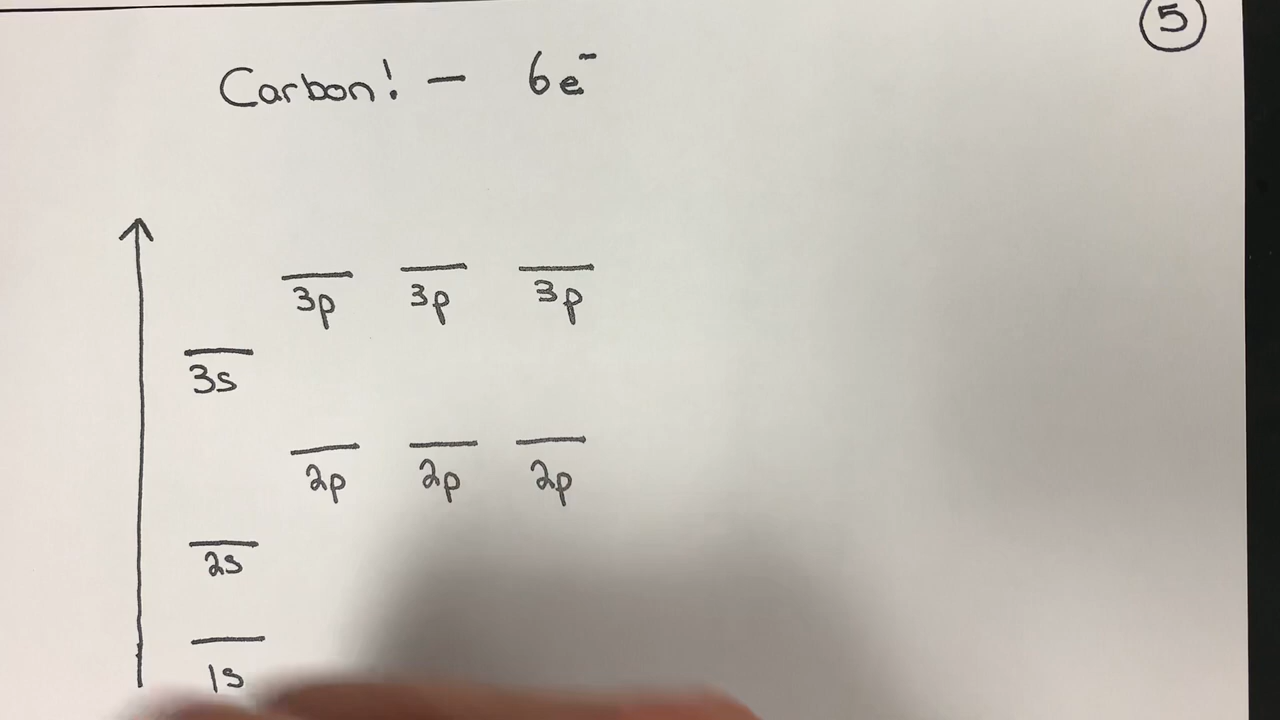 5
Carbon! - 6e⁻
3p 3p 3p
3s
2p 2p 2p
2s
1s